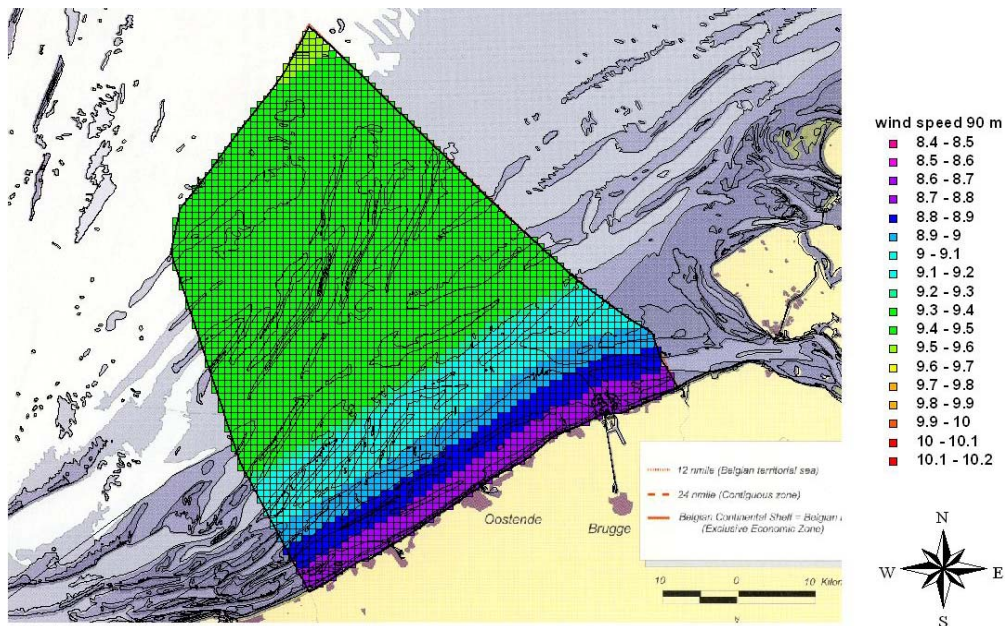 wind speed 90 m
8.4 - 8.5
8.5 - 8.6
8.6 - 8.7
8.7 - 8.8
8.8 - 8.9
8.9 - 9
9 - 9.1
9.1 - 9.2
9.2 - 9.3
9.3 - 9.4
9.4 - 9.5
9.5 - 9.6
9.6 - 9.7
9.7 - 9.8
9.8 - 9.9
9.9 - 10
10 - 10.1
10.1 - 10.2
12 nmile (Belgian territorial sea)
24 nmile (Contiguous zone)
Belgian Continental Shelf = Belgian
(Exclusive Economic Zone)
Oostende
Brugge
10 0 10 Kilo
N
W E
S